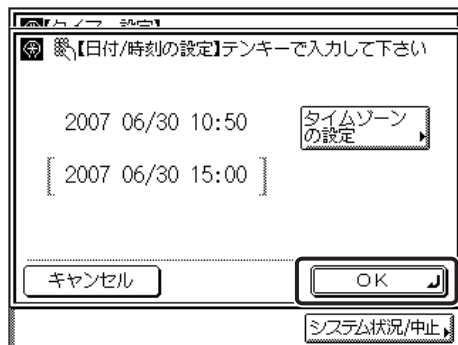 【日付/時刻の設定】テンキーで入力して下さい
2007 06/30 10:50
タイムゾーン
の設定
[ 2007 06/30 15:00 ]
キャンセル
OK
システム状況/中止